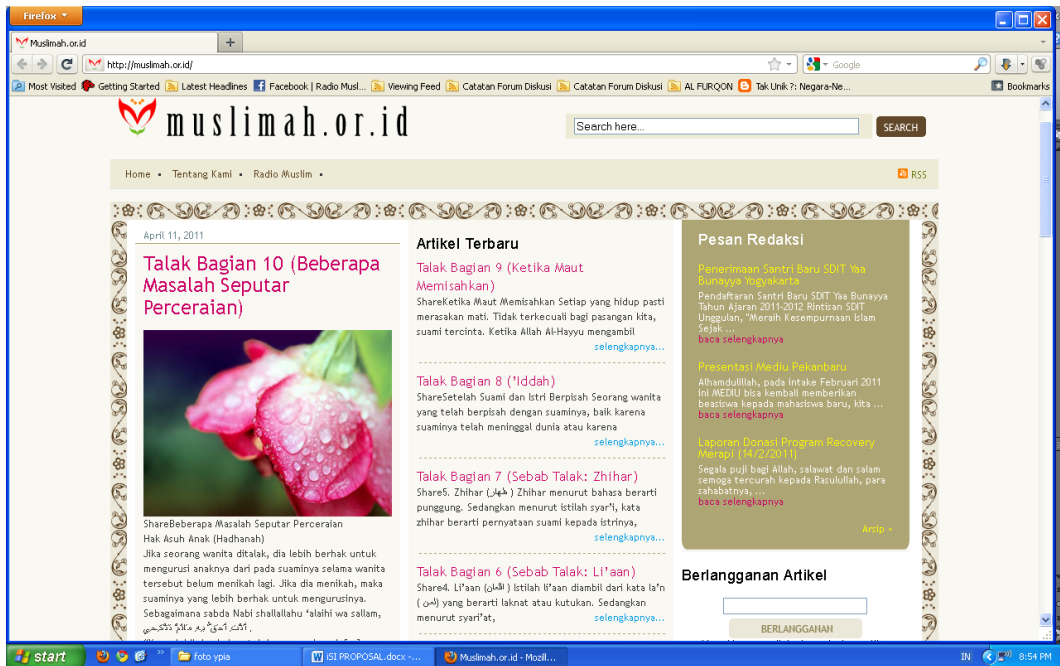 Firefox
Muslimah.or.id
http://muslimah.or.id/
Google
Most Visited
Getting Started
Latest Headlines
Facebook | Radio Musl...
Viewing Feed
Catatan Forum Diskusi
Catatan Forum Diskusi
AL FURQON
Tak Unik ?: Negara-Ne...
Bookmarks
muslimah.or.id
Search here...
SEARCH
Home
Tentang Kami
Radio Muslim
RSS
April 11, 2011
Talak Bagian 10 (Beberapa
Masalah Seputar
Perceraian)
ShareBeberapa Masalah Seputar Perceraian
Hak Asuh Anak (Hadhanah)
Jika seorang wanita ditalak, dia lebih berhak untuk
mengurusi anaknya dari pada suaminya selama wanita
tersebut belum menikah lagi. Jika dia menikah, maka
suaminya yang lebih berhak untuk mengurusinya.
Sebagaimana sabda Nabi shallallahu ‘alaihi wa sallam,
Artikel Terbaru
Talak Bagian 9 (Ketika Maut
Memisahkan)
ShareKetika Maut Memisahkan Setiap yang hidup pasti
merasakan mati. Tidak terkecuali bagi pasangan kita,
suami tercinta. Ketika Allah Al-Hayyu mengambil
selengkapnya...
Talak Bagian 8 (’Iddah)
ShareSetelah Suami dan Istri Berpisah Seorang wanita
yang telah berpisah dengan suaminya, baik karena
suaminya telah meninggal dunia atau karena
selengkapnya...
Talak Bagian 7 (Sebab Talak: Zhihar)
Share5. Zhihar (ظهار ) Zhihar menurut bahasa berarti
punggung. Sedangkan menurut istilah syar’i, kata
zhihar berarti pernyataan suami kepada istrinya,
selengkapnya...
Talak Bagian 6 (Sebab Talak: Li’aan)
Share4. Li’aan (اللعان ) Istilah li’aan diambil dari kata la’n
( لعن) yang berarti laknat atau kutukan. Sedangkan
menurut syari’at,
selengkapnya...
Pesan Redaksi
Penerimaan Santri Baru SDIT Yaa
Bunayya Yogyakarta
Pendaftaran Santri Baru SDIT Yaa Bunayya
Tahun Ajaran 2011-2012 Rintisan SDIT
Unggulan, "Meraih Kesempurnaan Islam
Sejak ...
baca selengkapnya
Presentasi Mediu Pekanbaru
Alhamdulillah, pada Intake Februari 2011
ini MEDIU bisa kembali memberikan
beasiswa kepada mahasiswa baru, kita ...
baca selengkapnya
Laporan Donasi Program Recovery
Merapi (14/2/2011)
Segala puji bagi Allah, salawat dan salam
semoga tercurah kepada Rasulullah, para
sahabatnya, ...
baca selengkapnya
Arsip »
Berlangganan Artikel
BERLANGGANAN
start
foto ypia
iSI PROPOSAL.docx -...
Muslimah.or.id - Mozill...
IN
8:54 PM